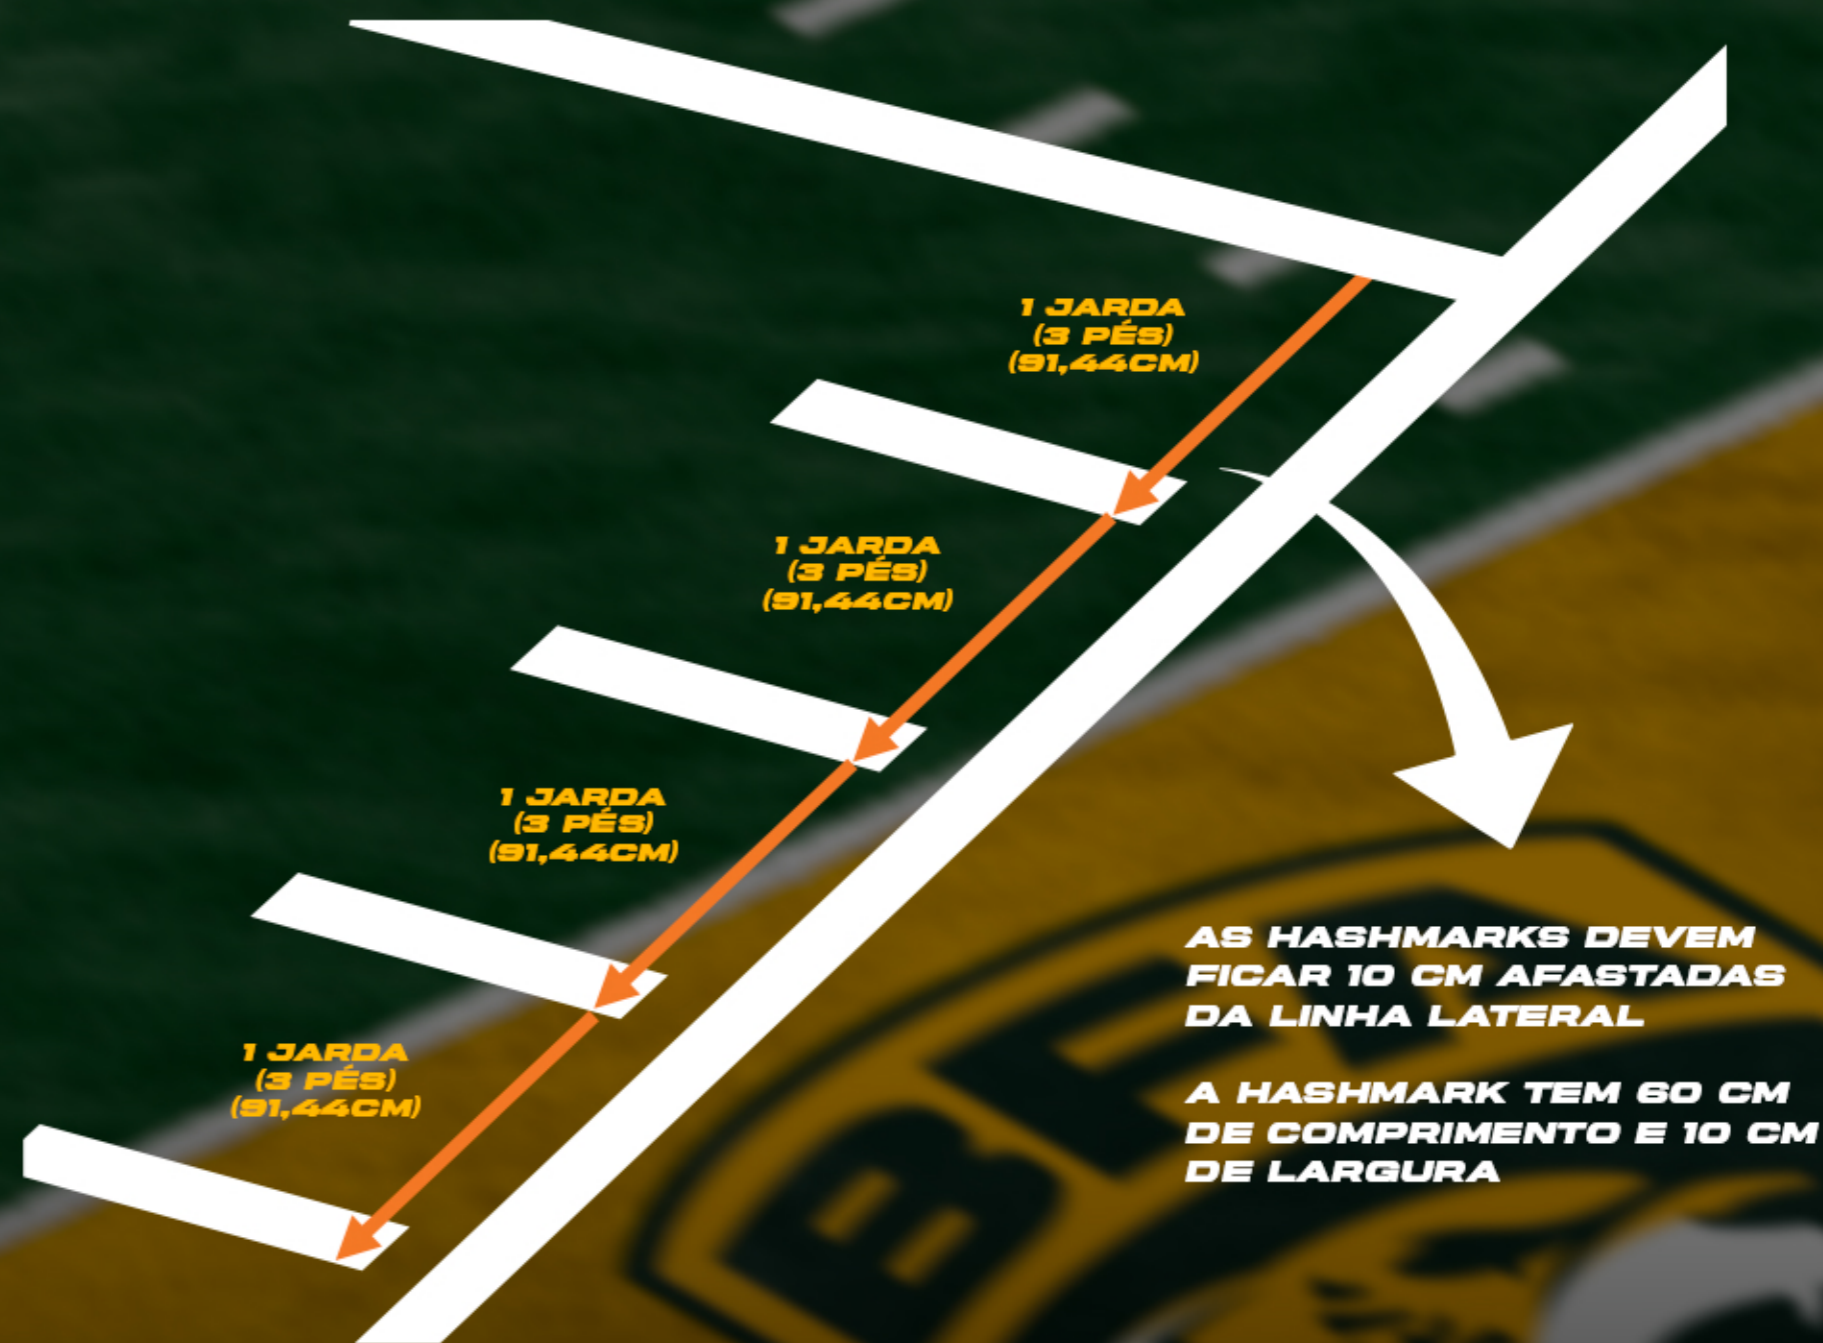 1 JARDA
(3 PÉS)
(91,44CM)
1 JARDA
(3 PÉS)
(91,44CM)
1 JARDA
(3 PÉS)
(91,44CM)
1 JARDA
(3 PÉS)
(91,44CM)
AS HASHMARKS DEVEM
FICAR 10 CM AFASTADAS
DA LINHA LATERAL
A HASHMARK TEM 60 CM
DE COMPRIMENTO E 10 CM
DE LARGURA
BFA